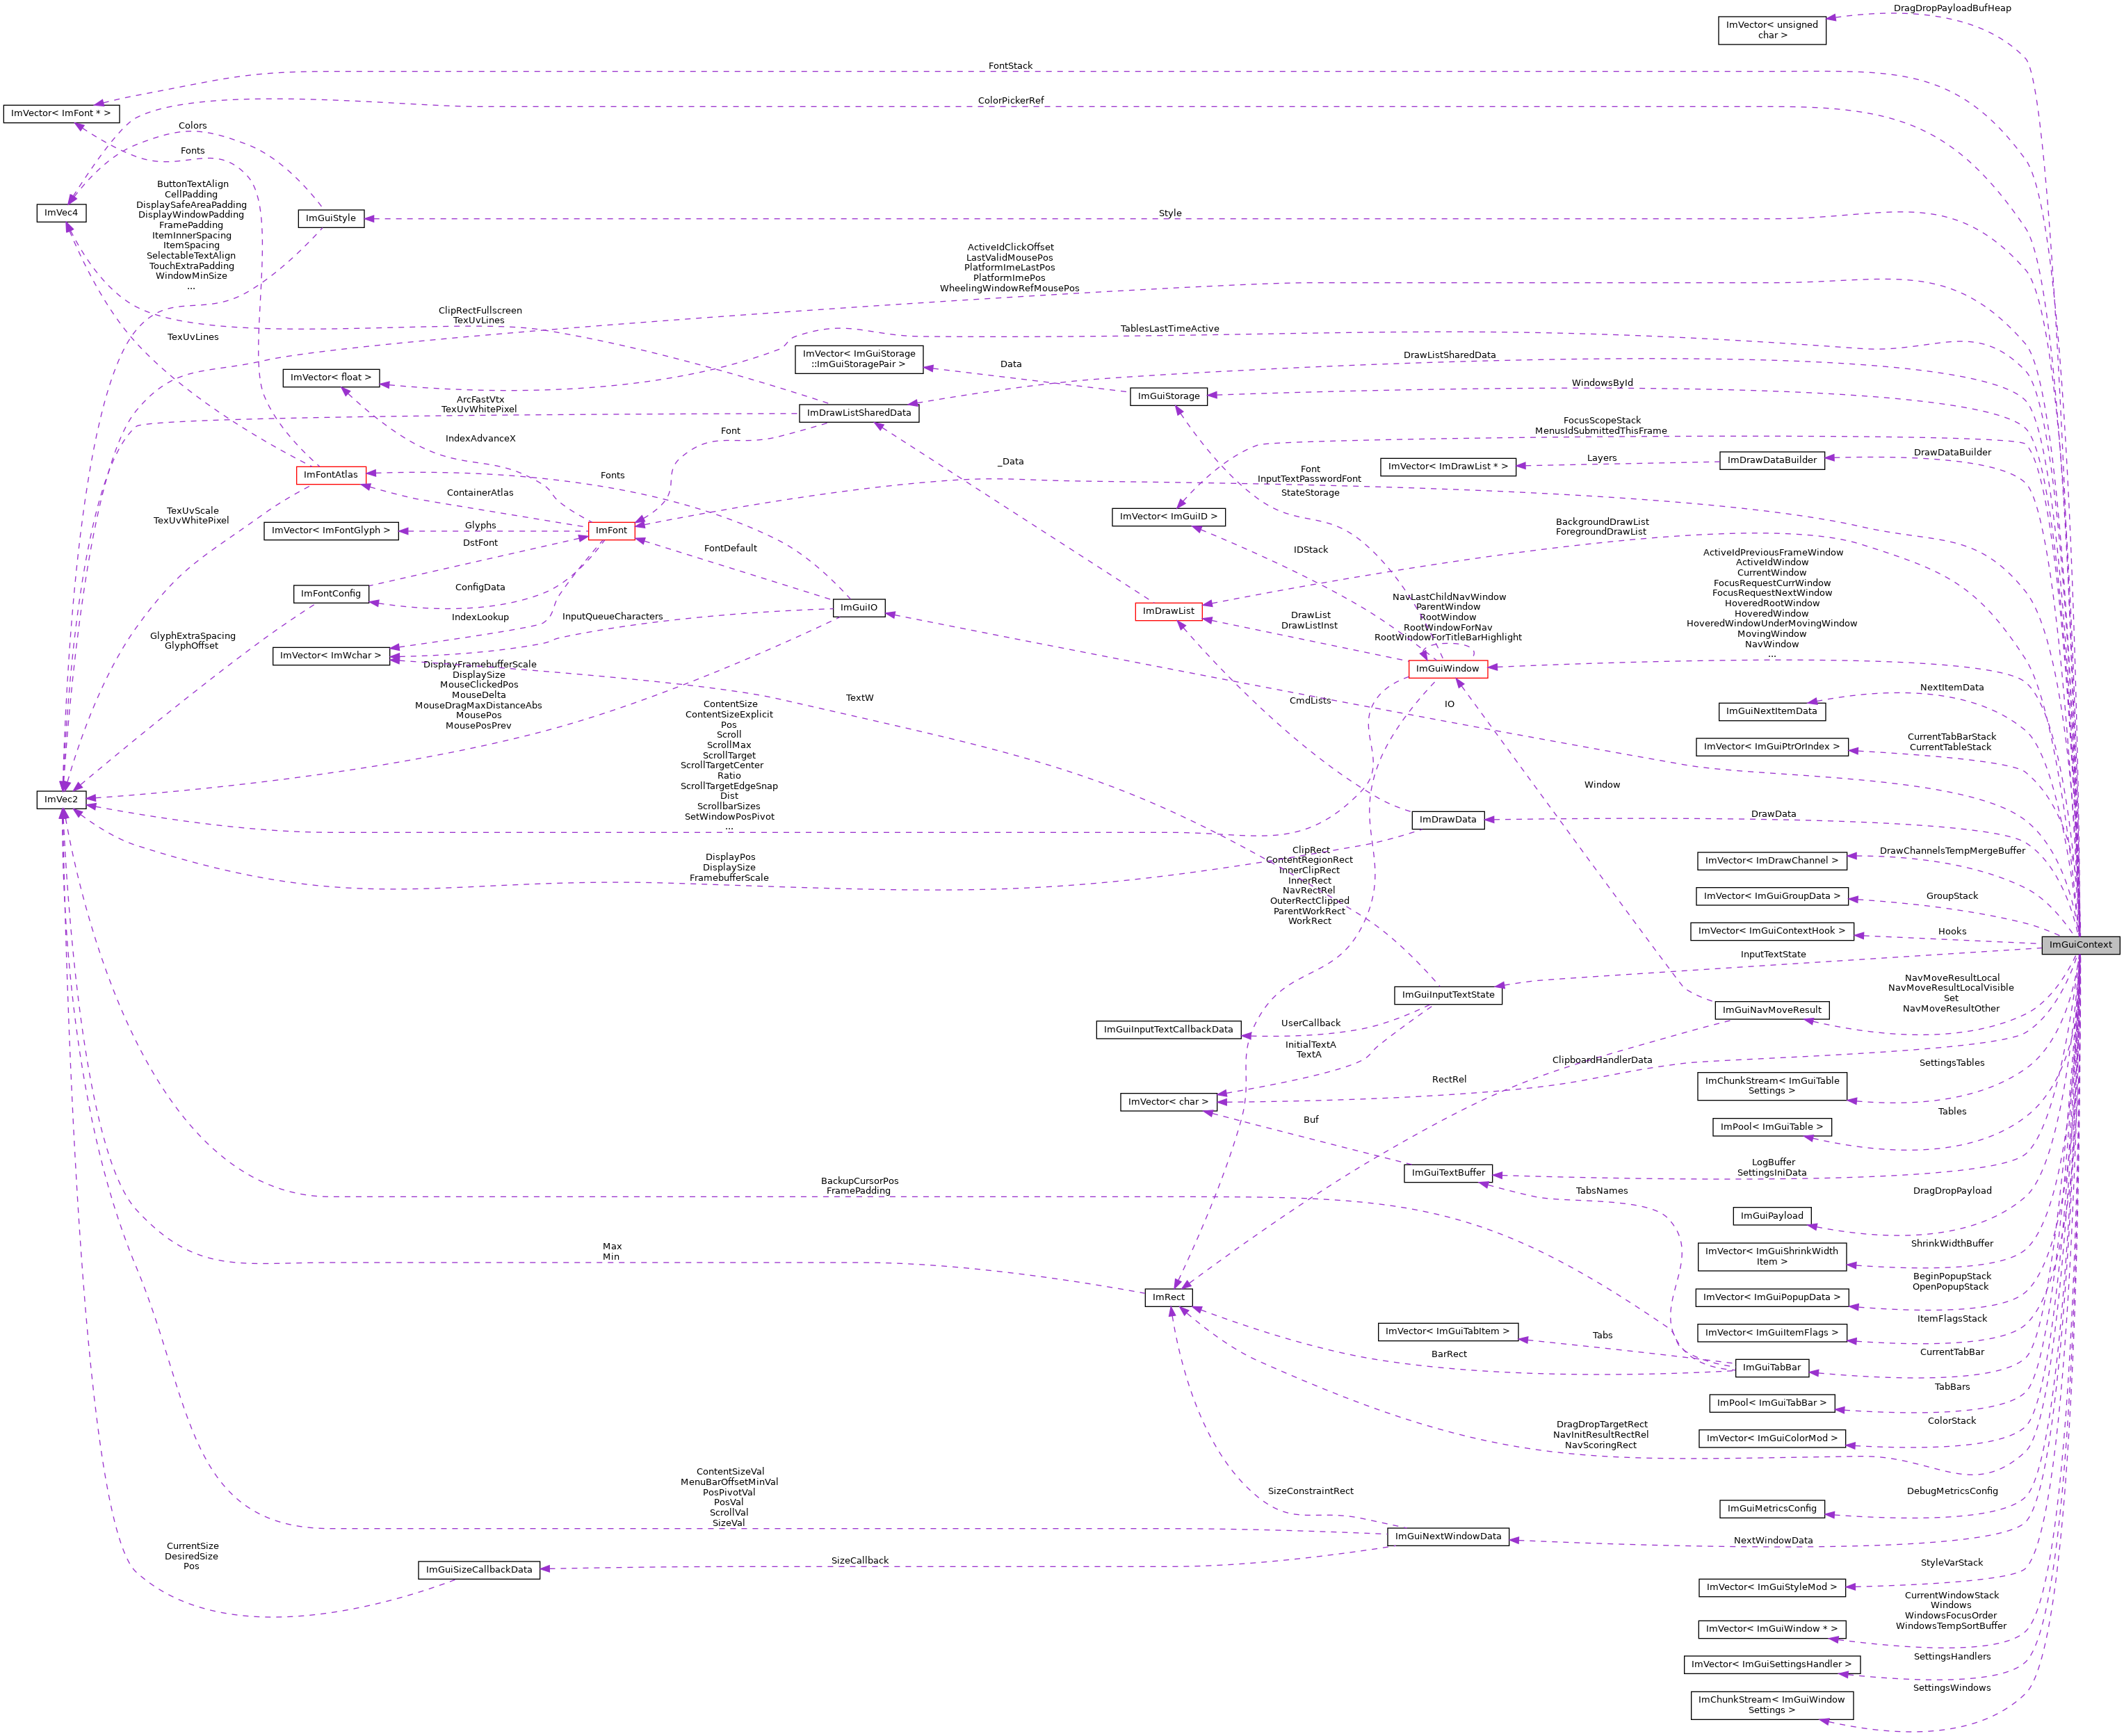 DragDropPayloadBufHeap
ImVector< unsigned
char >
FontStack
ColorPickerRef
ImVector< ImFont * >
Colors
Fonts
ButtonTextAlign
CellPadding
DisplaySafeAreaPadding
DisplayWindowPadding
FramePadding
ItemInnerSpacing
ItemSpacing
SelectableTextAlign
TouchExtraPadding
WindowMinSize
...
ImVec4
ImGuiStyle
Style
ActiveIdClickOffset
LastValidMousePos
PlatformImeLastPos
PlatformImePos
WheelingWindowRefMousePos
ClipRectFullscreen
TexUvLines
TexUvLines
TablesLastTimeActive
ImVector< ImGuiStorage
::ImGuiStoragePair >
Data
DrawListSharedData
ImVector< float >
WindowsById
ImGuiStorage
ArcFastVtx
TexUvWhitePixel
ImDrawListSharedData
FocusScopeStack
MenusIdSubmittedThisFrame
Font
IndexAdvanceX
DrawDataBuilder
Layers
ImDrawDataBuilder
ImVector< ImDrawList * >
_Data
Font
InputTextPasswordFont
StateStorage
ImFontAtlas
Fonts
ContainerAtlas
TexUvScale
TexUvWhitePixel
ImVector< ImFontGlyph >
Glyphs
ImFont
ImVector< ImGuiID >
BackgroundDrawList
ForegroundDrawList
DstFont
FontDefault
IDStack
ActiveIdPreviousFrameWindow
ActiveIdWindow
CurrentWindow
FocusRequestCurrWindow
FocusRequestNextWindow
HoveredRootWindow
HoveredWindow
HoveredWindowUnderMovingWindow
MovingWindow
NavWindow
...
ImFontConfig
ConfigData
ImGuiIO
ImDrawList
DrawList
DrawListInst
NavLastChildNavWindow
ParentWindow
RootWindow
RootWindowForNav
RootWindowForTitleBarHighlight
IndexLookup
InputQueueCharacters
GlyphExtraSpacing
GlyphOffset
ImVector< ImWchar >
ImGuiWindow
DisplayFramebufferScale
DisplaySize
MouseClickedPos
MouseDelta
MouseDragMaxDistanceAbs
MousePos
MousePosPrev
TextW
CmdLists
IO
NextItemData
ImGuiNextItemData
ContentSize
ContentSizeExplicit
Pos
Scroll
ScrollMax
ScrollTarget
ScrollTargetCenter
Ratio
ScrollTargetEdgeSnap
Dist
ScrollbarSizes
SetWindowPosPivot
...
CurrentTabBarStack
CurrentTableStack
ImVector< ImGuiPtrOrIndex >
Window
ImVec2
DrawData
ImDrawData
DisplayPos
DisplaySize
FramebufferScale
ClipRect
ContentRegionRect
InnerClipRect
InnerRect
NavRectRel
OuterRectClipped
ParentWorkRect
WorkRect
DrawChannelsTempMergeBuffer
ImVector< ImDrawChannel >
GroupStack
ImVector< ImGuiGroupData >
Hooks
ImVector< ImGuiContextHook >
ImGuiContext
InputTextState
ImGuiInputTextState
NavMoveResultLocal
NavMoveResultLocalVisible
Set
NavMoveResultOther
ImGuiNavMoveResult
UserCallback
ImGuiInputTextCallbackData
InitialTextA
TextA
ClipboardHandlerData
RectRel
SettingsTables
ImChunkStream< ImGuiTable
Settings >
ImVector< char >
Buf
Tables
ImPool< ImGuiTable >
ImGuiTextBuffer
LogBuffer
SettingsIniData
BackupCursorPos
FramePadding
TabsNames
DragDropPayload
ImGuiPayload
Max
Min
ShrinkWidthBuffer
ImVector< ImGuiShrinkWidth
Item >
BeginPopupStack
OpenPopupStack
ImRect
ImVector< ImGuiPopupData >
ItemFlagsStack
ImVector< ImGuiTabItem >
Tabs
ImVector< ImGuiItemFlags >
BarRect
CurrentTabBar
ImGuiTabBar
TabBars
ImPool< ImGuiTabBar >
DragDropTargetRect
NavInitResultRectRel
NavScoringRect
ColorStack
ImVector< ImGuiColorMod >
ContentSizeVal
MenuBarOffsetMinVal
PosPivotVal
PosVal
ScrollVal
SizeVal
SizeConstraintRect
DebugMetricsConfig
ImGuiMetricsConfig
ImGuiNextWindowData
NextWindowData
CurrentSize
DesiredSize
Pos
SizeCallback
ImGuiSizeCallbackData
StyleVarStack
ImVector< ImGuiStyleMod >
CurrentWindowStack
Windows
WindowsFocusOrder
WindowsTempSortBuffer
ImVector< ImGuiWindow * >
SettingsHandlers
ImVector< ImGuiSettingsHandler >
SettingsWindows
ImChunkStream< ImGuiWindow
Settings >